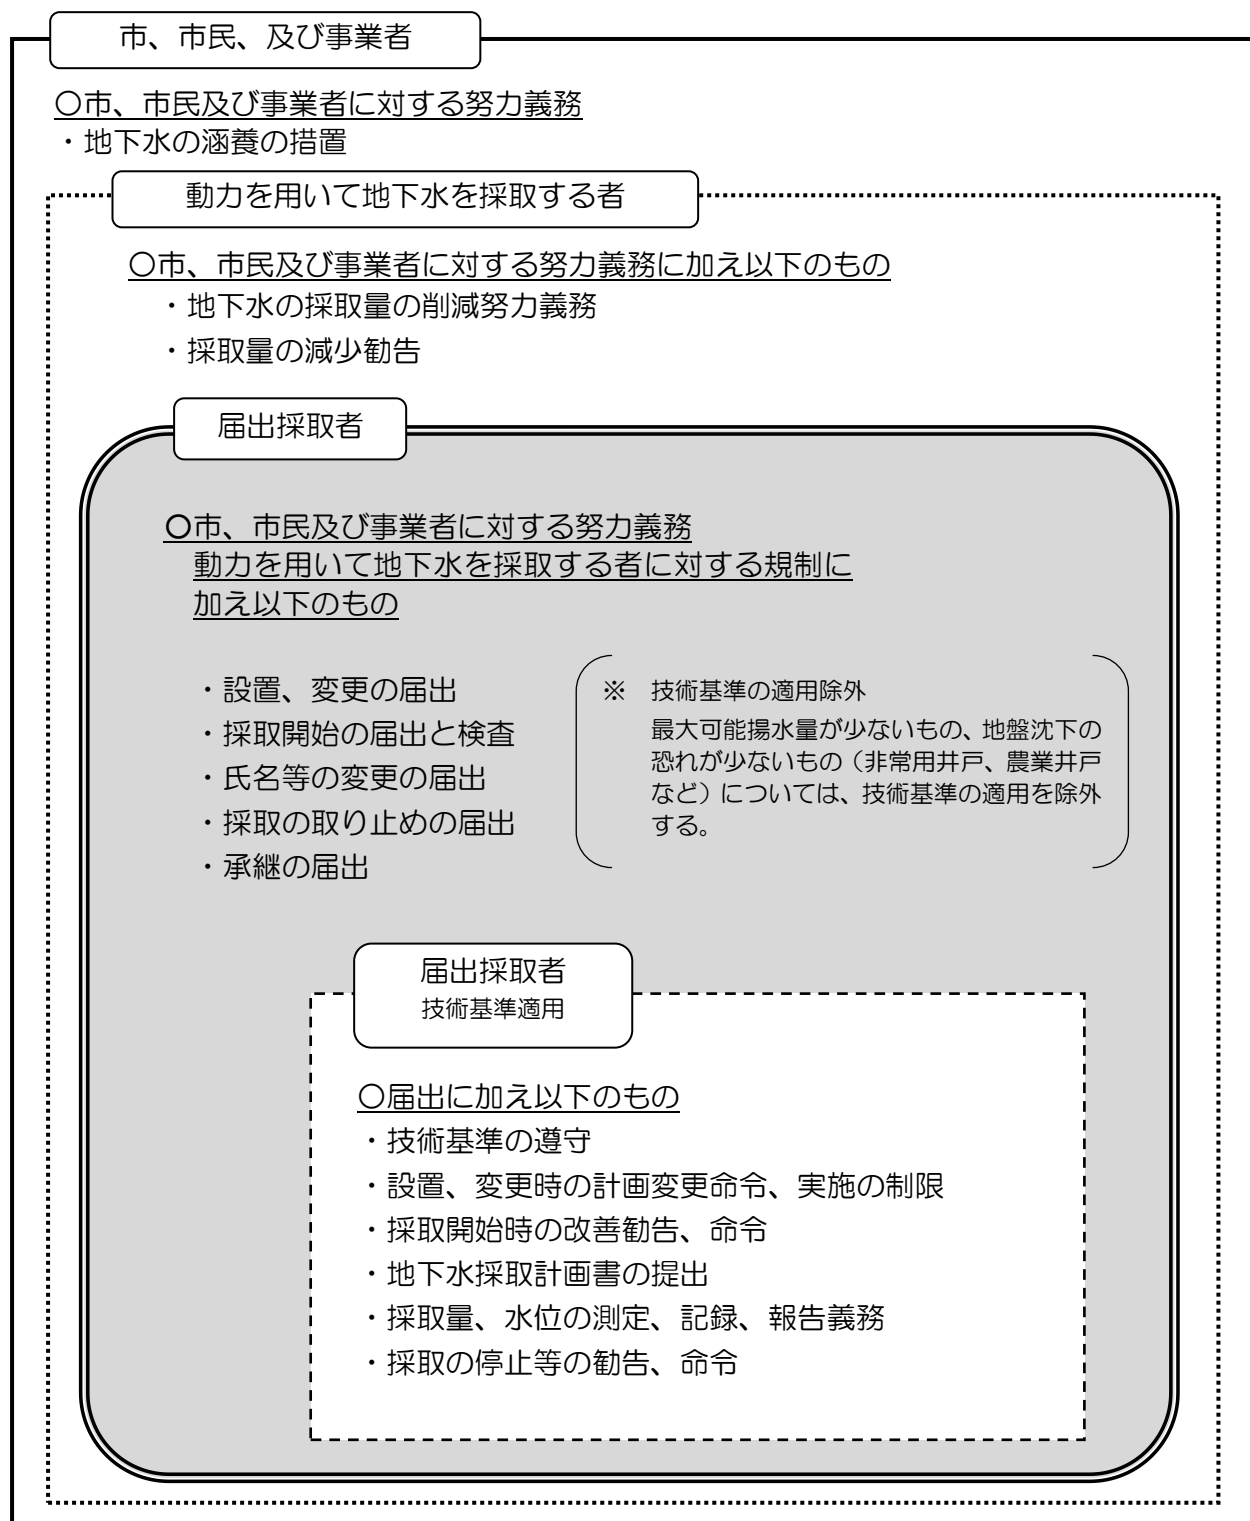 市、市民、及び事業者
〇市、市民及び事業者に対する努力義務
・地下水の涵養の措置
動力を用いて地下水を採取する者
〇市、市民及び事業者に対する努力義務に加え以下のもの
・地下水の採取量の削減努力義務
・採取量の減少勧告
届出採取者
〇市、市民及び事業者に対する努力義務
動力を用いて地下水を採取する者に対する規制に
加え以下のもの
・設置、変更の届出
・採取開始の届出と検査
・氏名等の変更の届出
・採取の取り止めの届出
・承継の届出
※　技術基準の適用除外
最大可能揚水量が少ないもの、地盤沈下の
恐れが少ないもの（非常用井戸、農業井戸
など）については、技術基準の適用を除外
する。
届出採取者
技術基準適用
〇届出に加え以下のもの
・技術基準の遵守
・設置、変更時の計画変更命令、実施の制限
・採取開始時の改善勧告、命令
・地下水採取計画書の提出
・採取量、水位の測定、記録、報告義務
・採取の停止等の勧告、命令